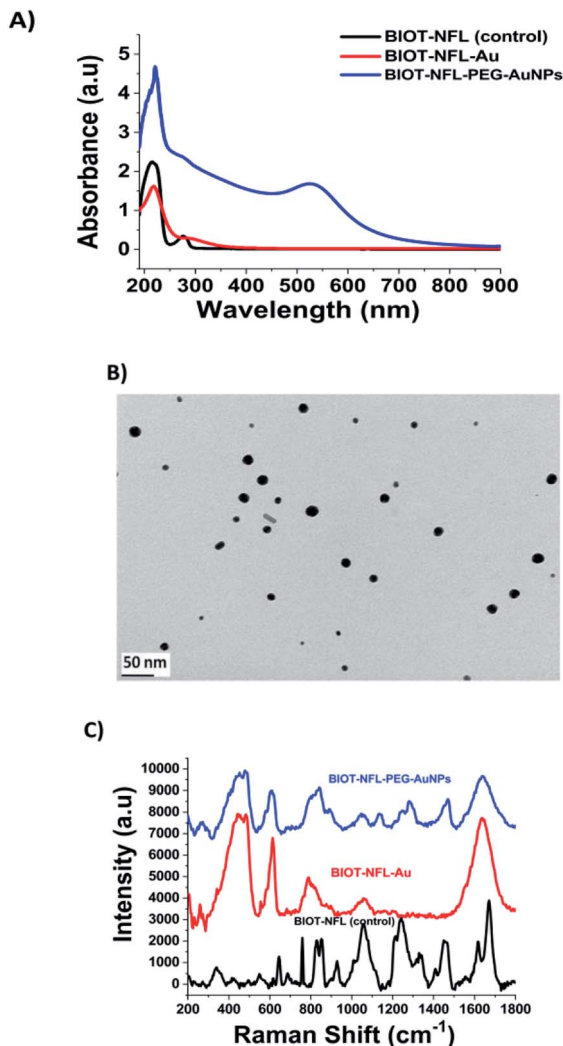 A)
BIOT-NFL (control)
BIOT-NFL-Au
BIOT-NFL-PEG-AuNPs
Absorbance (a.u)
5
4
3
2
1
0
200 300 400 500 600 700 800 900
Wavelength (nm)
B)
50 nm
C)
Intensity (a.u)
10000
9000
8000
7000
6000
5000
4000
3000
2000
1000
0
BIOT-NFL-PEG-AuNPs
BIOT-NFL-Au
BIOT-NFL (control)
200 400 600 800 1000 1200 1400 1600 1800
Raman Shift (cm⁻¹)